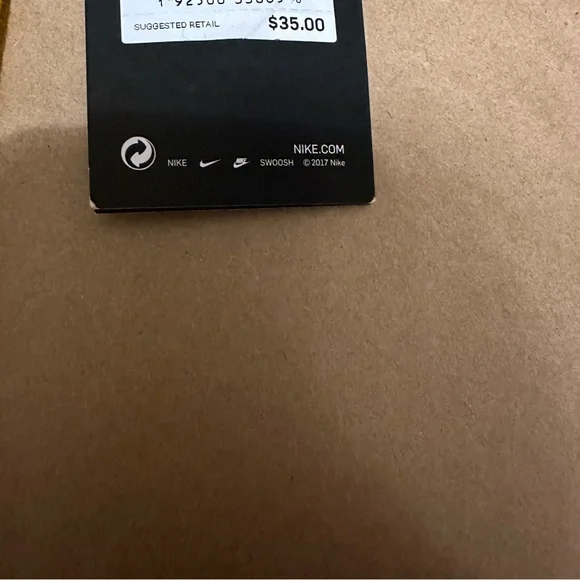 SUGGESTED RETAIL $35.00
NIKE.COM
NIKE SWOOSH © 2017 Nike